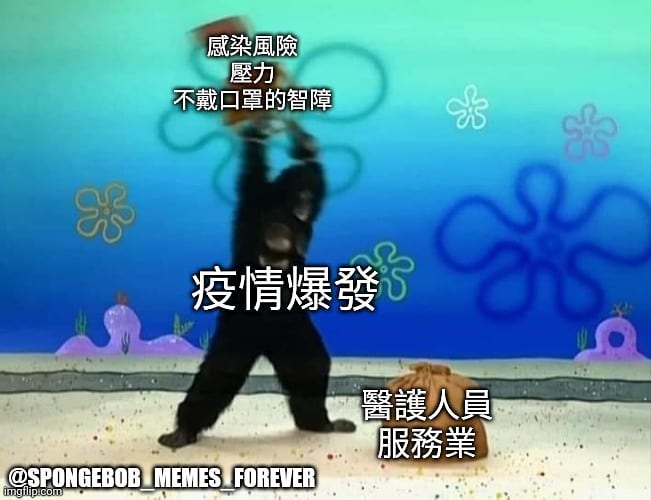 感染風險
壓力
不戴口罩的智障
疫情爆發
醫護人員
服務業
@SPONGEBOB_MEMES_FOREVER
imgflip.com